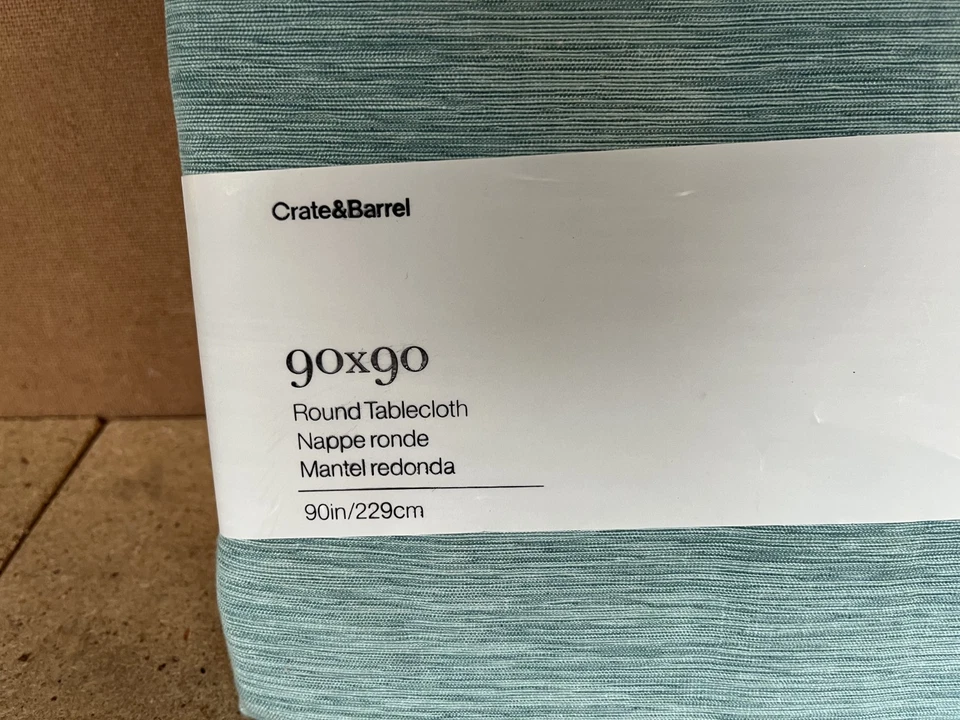 Crate&Barrel
90x90
Round Tablecloth
Nappe ronde
Mantel redonda
90in/229cm